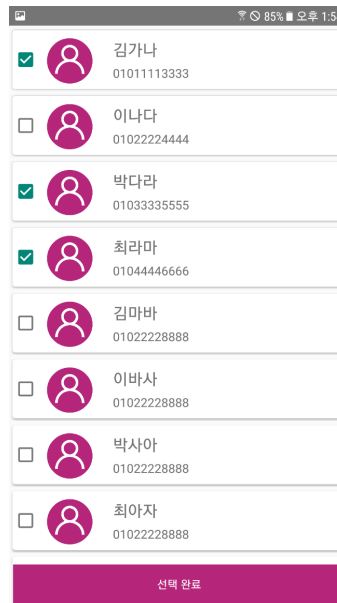 85% 오후 1:5
김가나
01011113333
이나다
01022224444
박다라
01033335555
최라마
01044446666
김마바
01022228888
이바사
01022228888
박사아
01022228888
최아자
01022228888
선택 완료